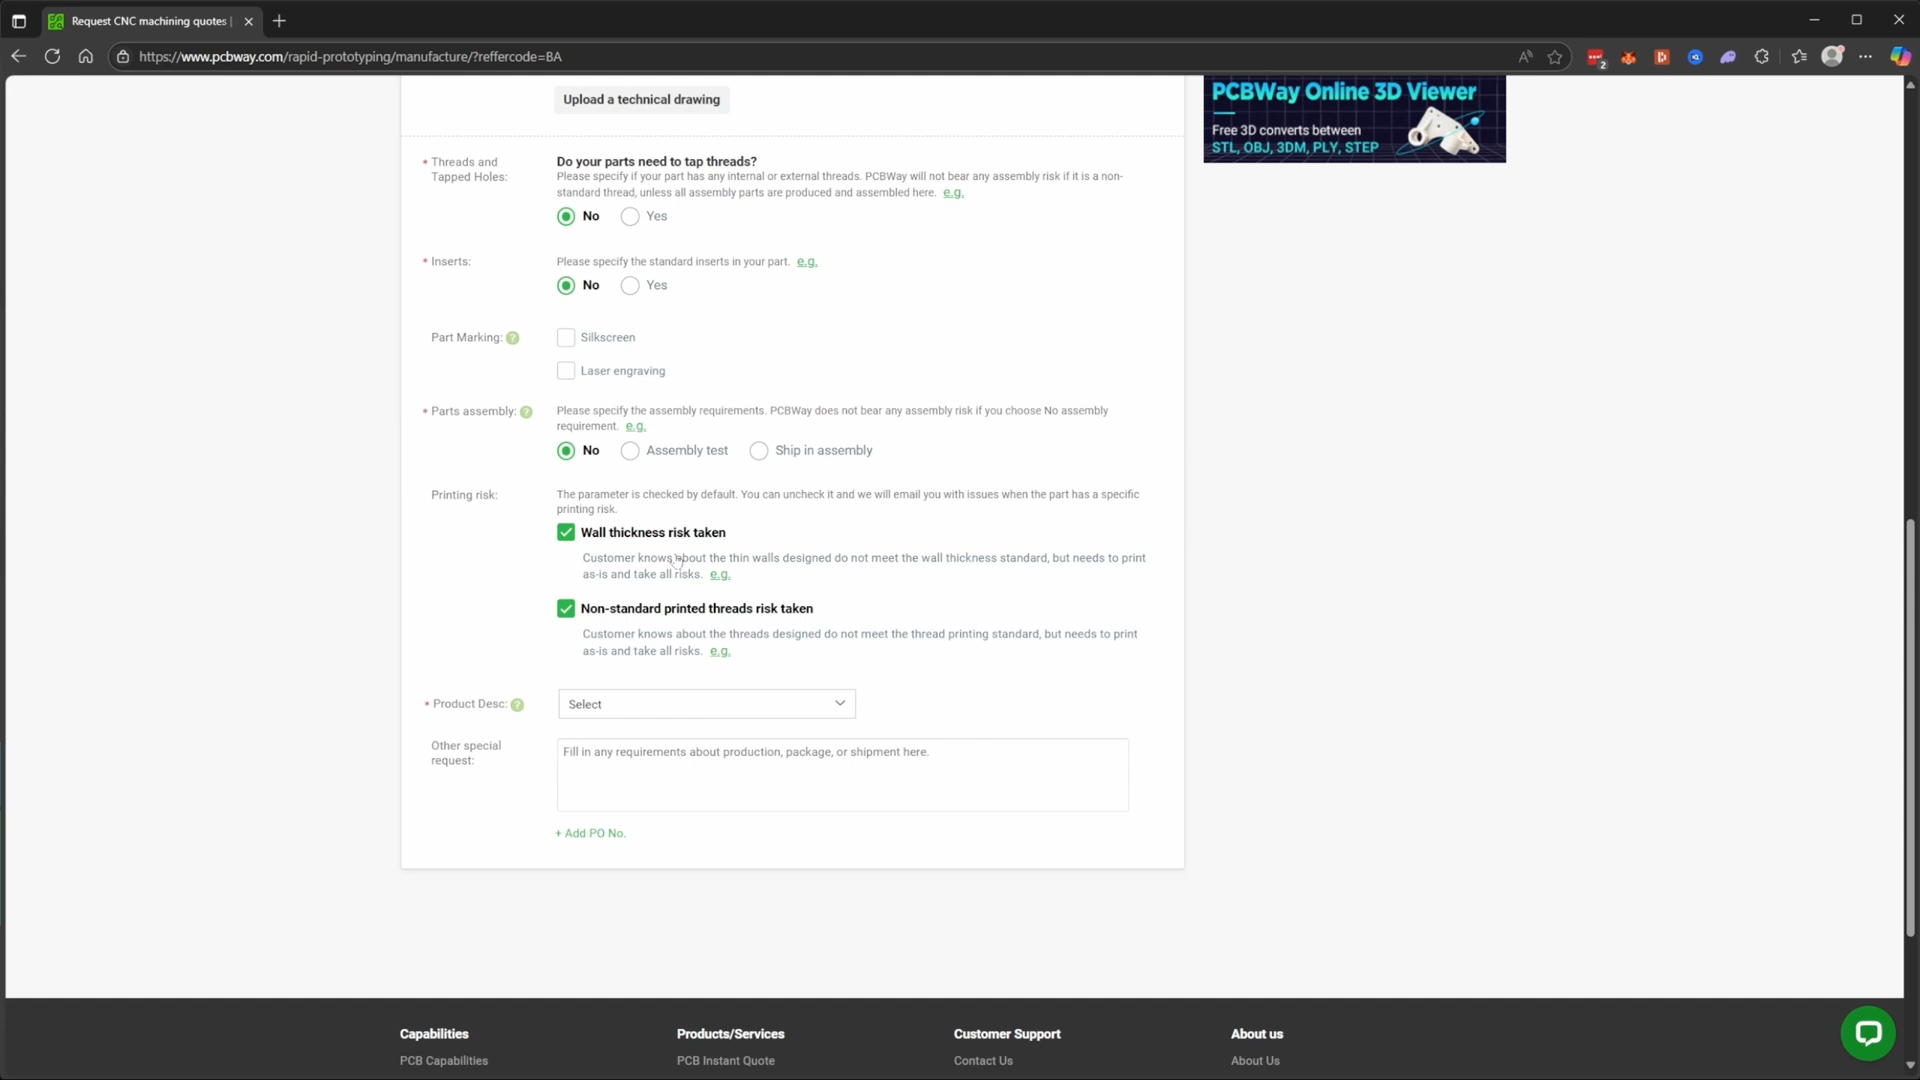 Request CNC machining quotes |
https://www.pcbway.com/rapid-prototyping/manufacture/?reffercode=BA
2
Upload a technical drawing
PCBWay Online 3D Viewer
Free 3D converts between
STL, OBJ, 3DM, PLY, STEP
* Threads and
Tapped Holes:
Do your parts need to tap threads?
Please specify if your part has any internal or external threads. PCBWay will not bear any assembly risk if it is a non-
standard thread, unless all assembly parts are produced and assembled here. e.g.
No Yes
* Inserts:
Please specify the standard inserts in your part. e.g.
No Yes
Part Marking: ?
Silkscreen
Laser engraving
* Parts assembly: ?
Please specify the assembly requirements. PCBWay does not bear any assembly risk if you choose No assembly
requirement. e.g.
No Assembly test Ship in assembly
Printing risk:
The parameter is checked by default. You can uncheck it and we will email you with issues when the part has a specific
printing risk.
Wall thickness risk taken
Customer knows about the thin walls designed do not meet the wall thickness standard, but needs to print
as-is and take all risks. e.g.
Non-standard printed threads risk taken
Customer knows about the threads designed do not meet the thread printing standard, but needs to print
as-is and take all risks. e.g.
* Product Desc: ?
Select
Other special
request:
Fill in any requirements about production, package, or shipment here.
+ Add PO No.
Capabilities Products/Services Customer Support About us
PCB Capabilities PCB Instant Quote Contact Us About Us